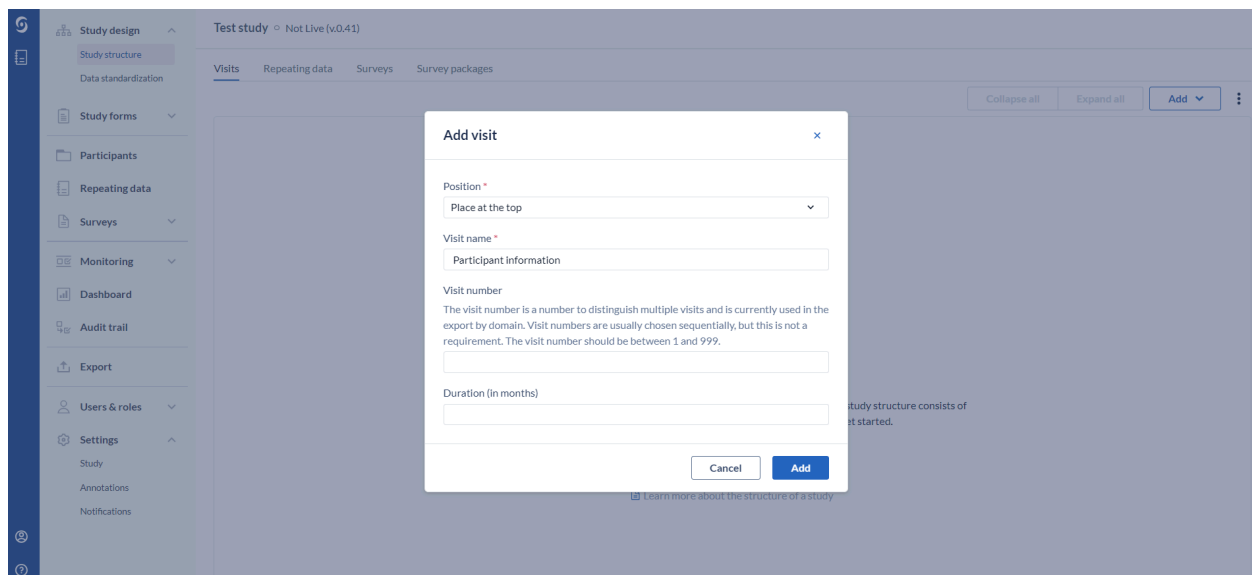 Study design
Study structure
Data standardization
Study forms
Participants
Repeating data
Surveys
Monitoring
Dashboard
Audit trail
Export
Users & roles
Settings
Study
Annotations
Notifications
Test study Not Live (v.0.41)
Visits Repeating data Surveys Survey packages
Collapse all Expand all Add
Add visit
Position *
Place at the top
Visit name *
Participant information
Visit number
The visit number is a number to distinguish multiple visits and is currently used in the
export by domain. Visit numbers are usually chosen sequentially, but this is not a
requirement. The visit number should be between 1 and 999.
Duration (in months)
Cancel Add
study structure consists of
et started.
Learn more about the structure of a study